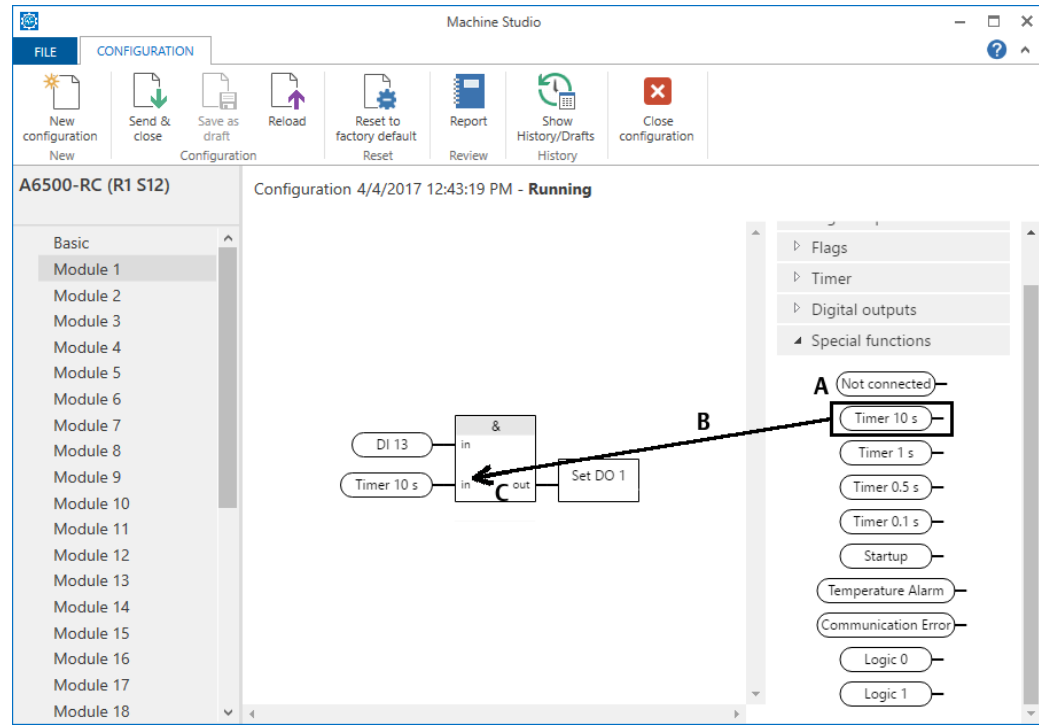 Machine Studio
FILE
CONFIGURATION
New configuration
Send & close
Save as draft
Reload
Reset to factory default
Report
Show History/Drafts
Close configuration
New
Configuration
Reset
Review
History
A6500-RC (R1 S12)
Configuration 4/4/2017 12:43:19 PM - Running
Basic
Module 1
Module 2
Module 3
Module 4
Module 5
Module 6
Module 7
Module 8
Module 9
Module 10
Module 11
Module 12
Module 13
Module 14
Module 15
Module 16
Module 17
Module 18
&
DI 13
in
Timer 10 s
in
C
out
Set DO 1
B
Flags
Timer
Digital outputs
Special functions
A
Not connected
Timer 10 s
Timer 1 s
Timer 0.5 s
Timer 0.1 s
Startup
Temperature Alarm
Communication Error
Logic 0
Logic 1